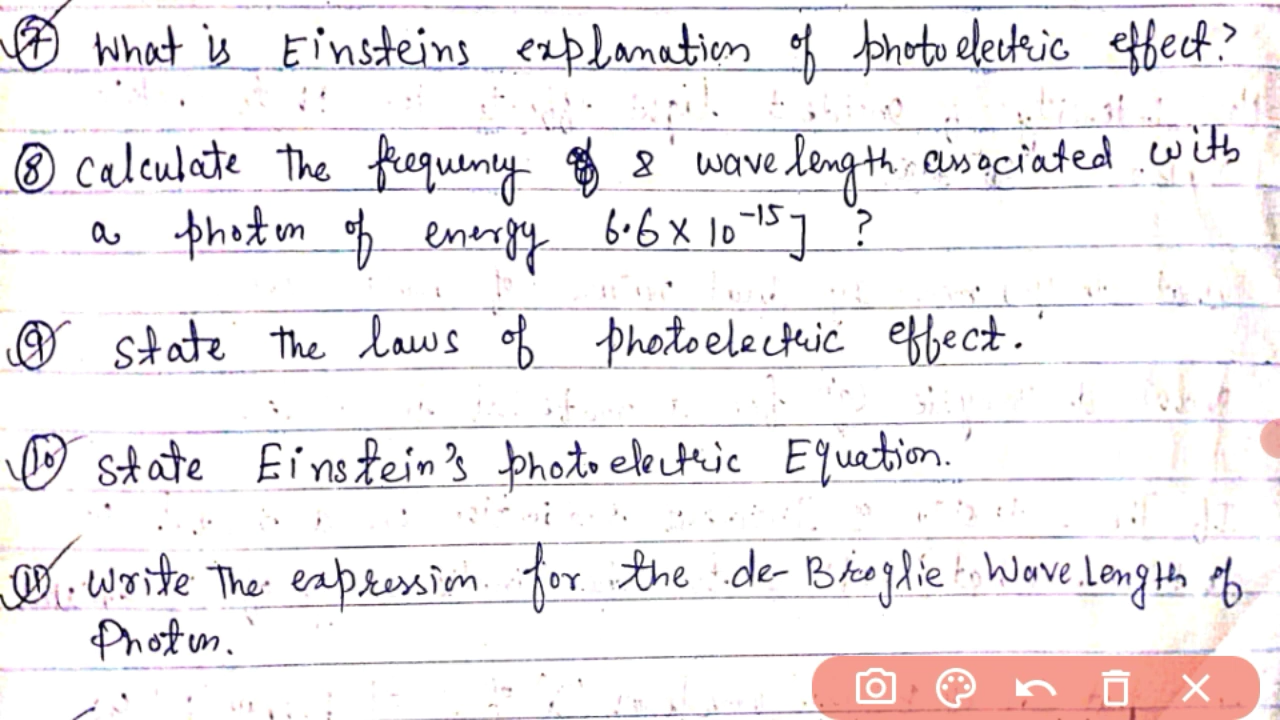 7 What is Einsteins explanation of photoelectric effect?
8 Calculate the frequency & wavelength associated with
a photon of energy 6.6 x 10⁻¹⁵ J ?
9 State the laws of photoelectric effect.
10 State Einstein's photoelectric Equation.
11 Write The expression for the de-Broglie Wave Length of
Photon.